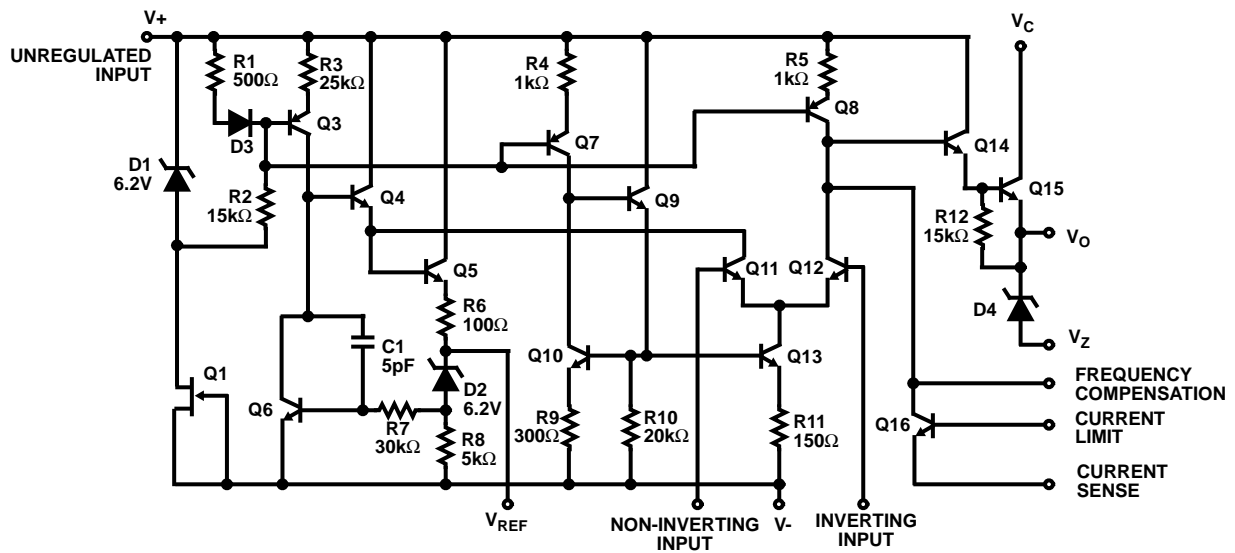 V+
UNREGULATED
INPUT
R1
500Ω
R3
25kΩ
D3
Q3
D1
6.2V
R2
15kΩ
Q4
Q5
R6
100Ω
C1
5pF
D2
6.2V
Q1
Q6
R7
30kΩ
R8
5kΩ
VREF
R4
1kΩ
Q7
Q9
Q10
R9
300Ω
R10
20kΩ
Q11
Q12
Q13
R11
150Ω
NON-INVERTING
INPUT
V-
INVERTING
INPUT
R5
1kΩ
Q8
Q14
VC
Q15
R12
15kΩ
VO
D4
VZ
FREQUENCY
COMPENSATION
Q16
CURRENT
LIMIT
CURRENT
SENSE